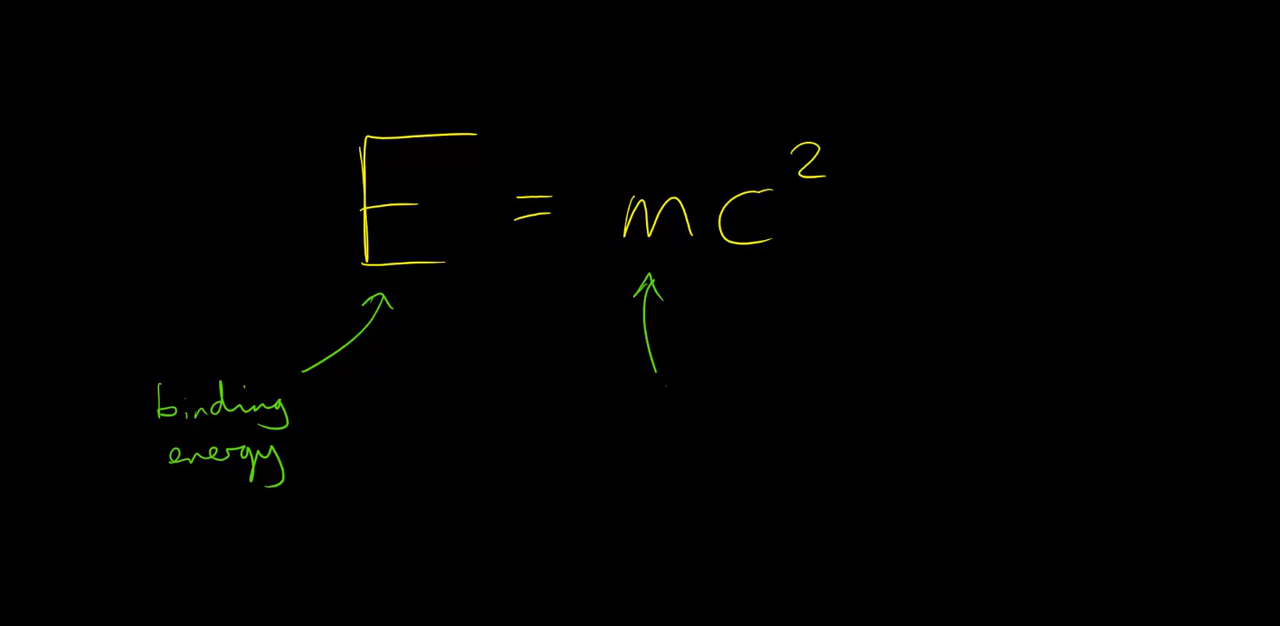 E = mc²
binding
energy